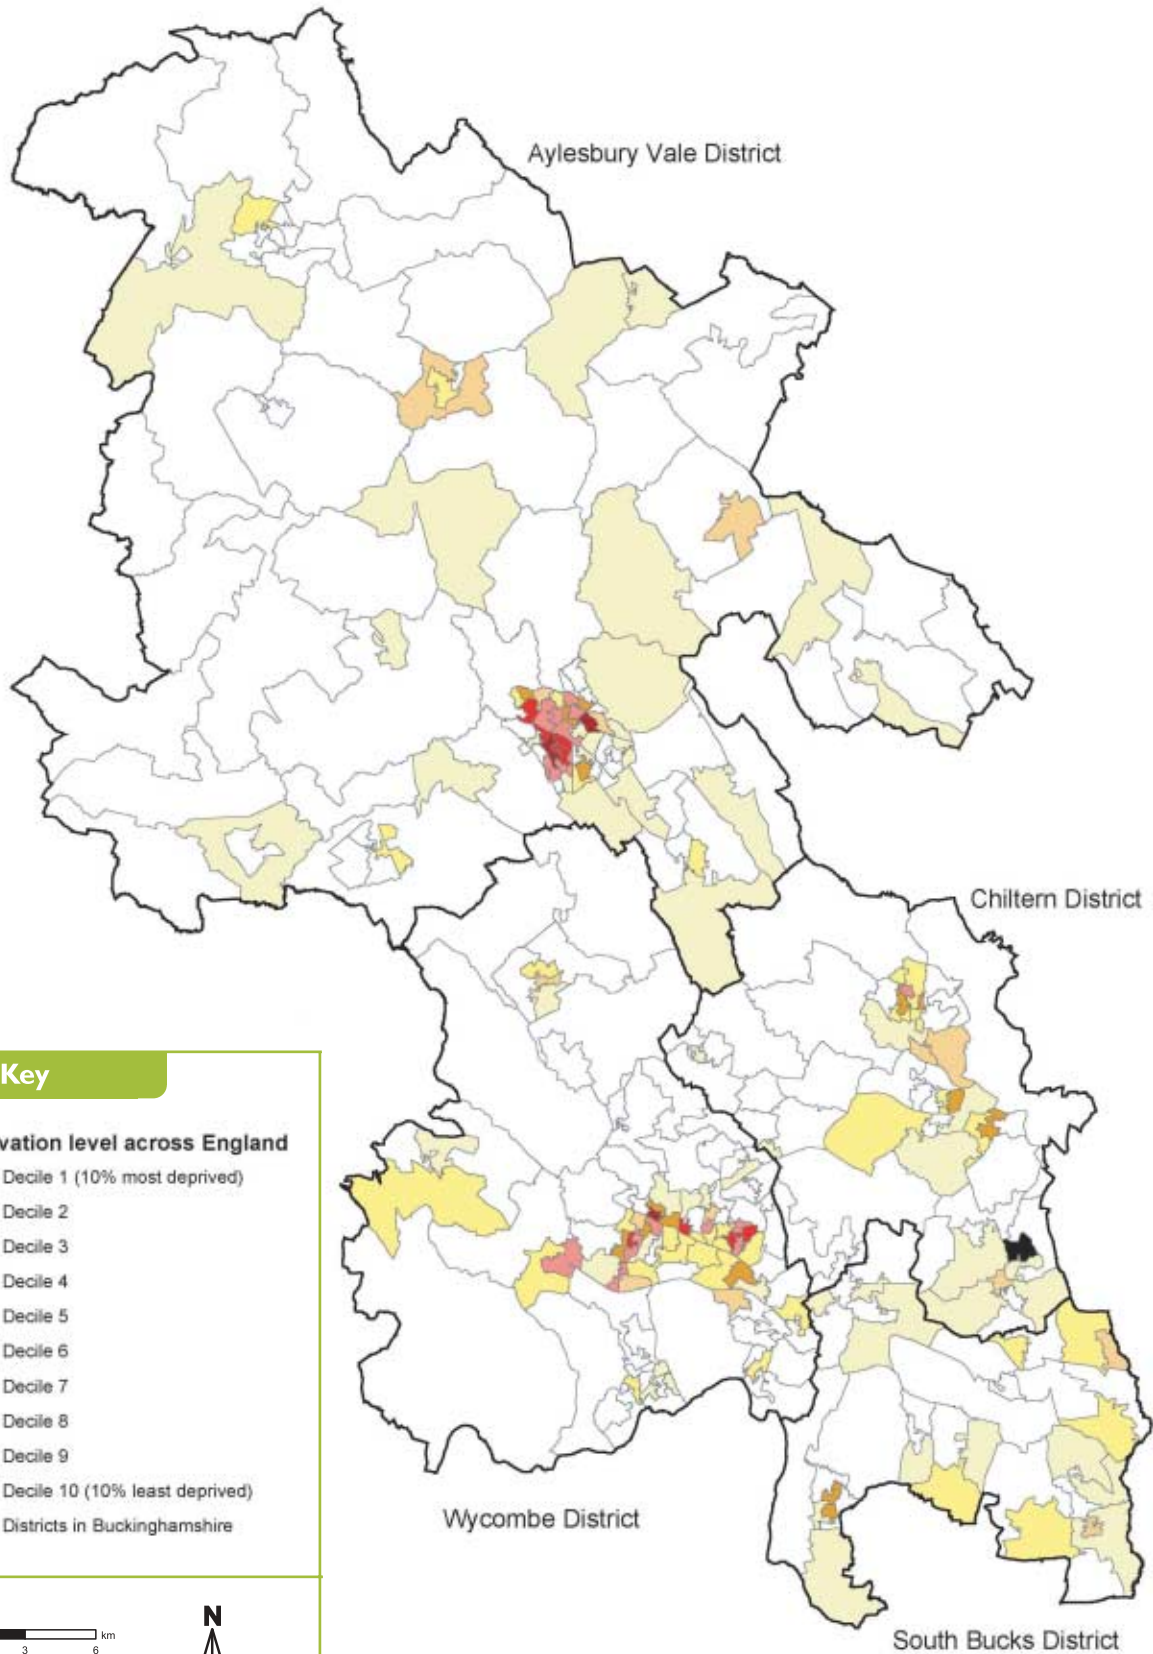 Aylesbury Vale District
Chiltern District
Key
vation level across England
Decile 1 (10% most deprived)
Decile 2
Decile 3
Decile 4
Decile 5
Decile 6
Decile 7
Decile 8
Decile 9
Decile 10 (10% least deprived)
Districts in Buckinghamshire
Wycombe District
N
km
3 6
South Bucks District